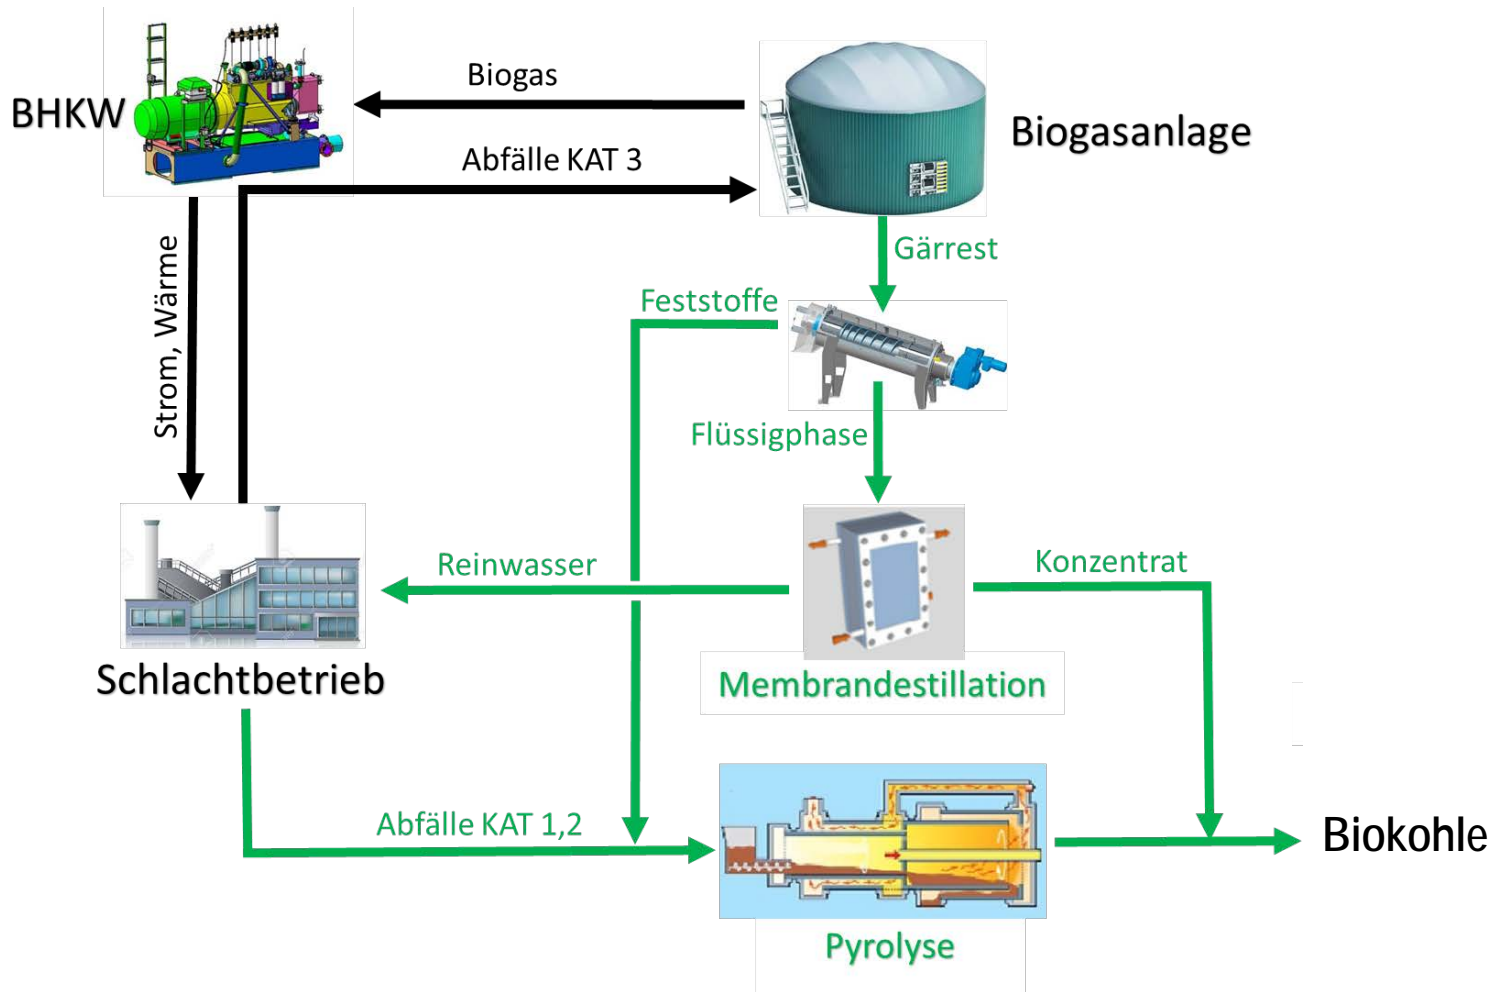 Biogas
BHKW
Biogasanlage
Abfälle KAT 3
Gärrest
Strom, Wärme
Feststoffe
Flüssigphase
Reinwasser
Konzentrat
Schlachtbetrieb
Membrandestillation
Abfälle KAT 1,2
Biokohle
Pyrolyse